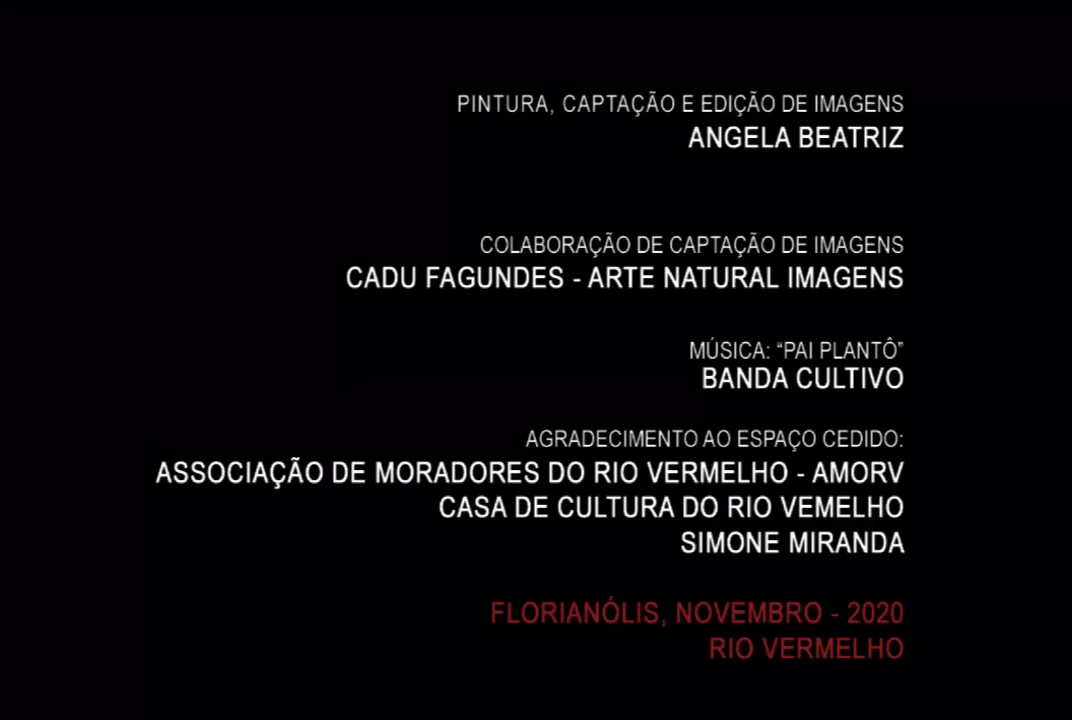 PINTURA, CAPTAÇÃO E EDIÇÃO DE IMAGENS
ANGELA BEATRIZ
COLABORAÇÃO DE CAPTAÇÃO DE IMAGENS
CADU FAGUNDES - ARTE NATURAL IMAGENS
MÚSICA: “PAI PLANTÔ”
BANDA CULTIVO
AGRADECIMENTO AO ESPAÇO CEDIDO:
ASSOCIAÇÃO DE MORADORES DO RIO VERMELHO - AMORV
CASA DE CULTURA DO RIO VEMELHO
SIMONE MIRANDA
FLORIANÓLIS, NOVEMBRO - 2020
RIO VERMELHO